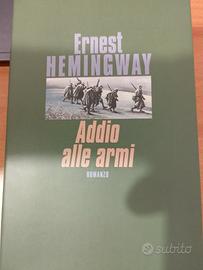 Ernest
HEMINGWAY
Addio
alle armi
ROMANZO
subito